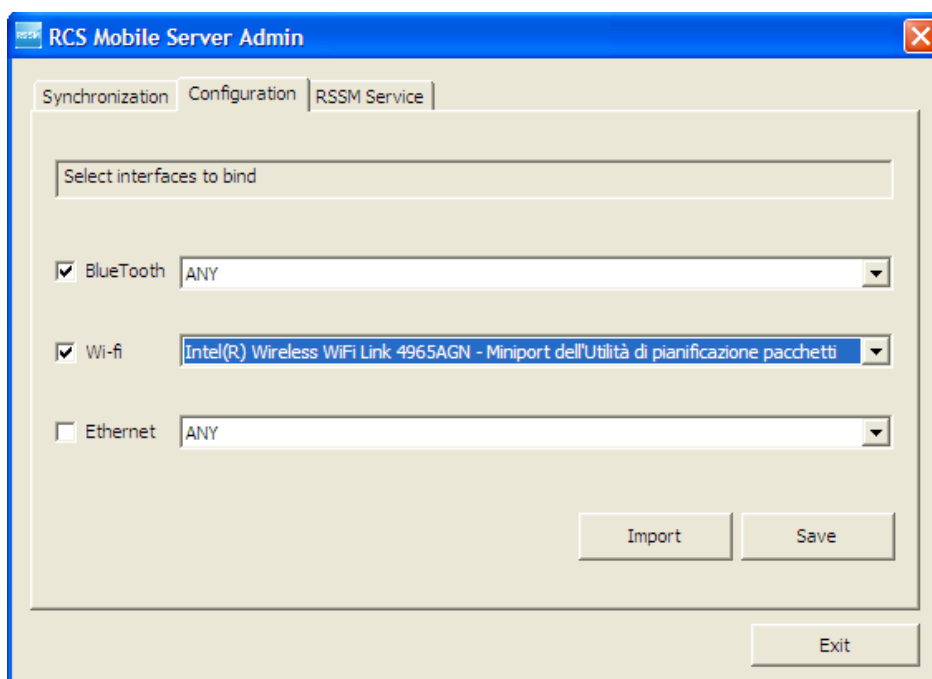 RSSM RCS Mobile Server Admin
Synchronization Configuration RSSM Service
Select interfaces to bind
BlueTooth ANY
Wi-fi Intel(R) Wireless WiFi Link 4965AGN - Miniport dell'Utilità di pianificazione pacchetti
Ethernet ANY
Import Save
Exit